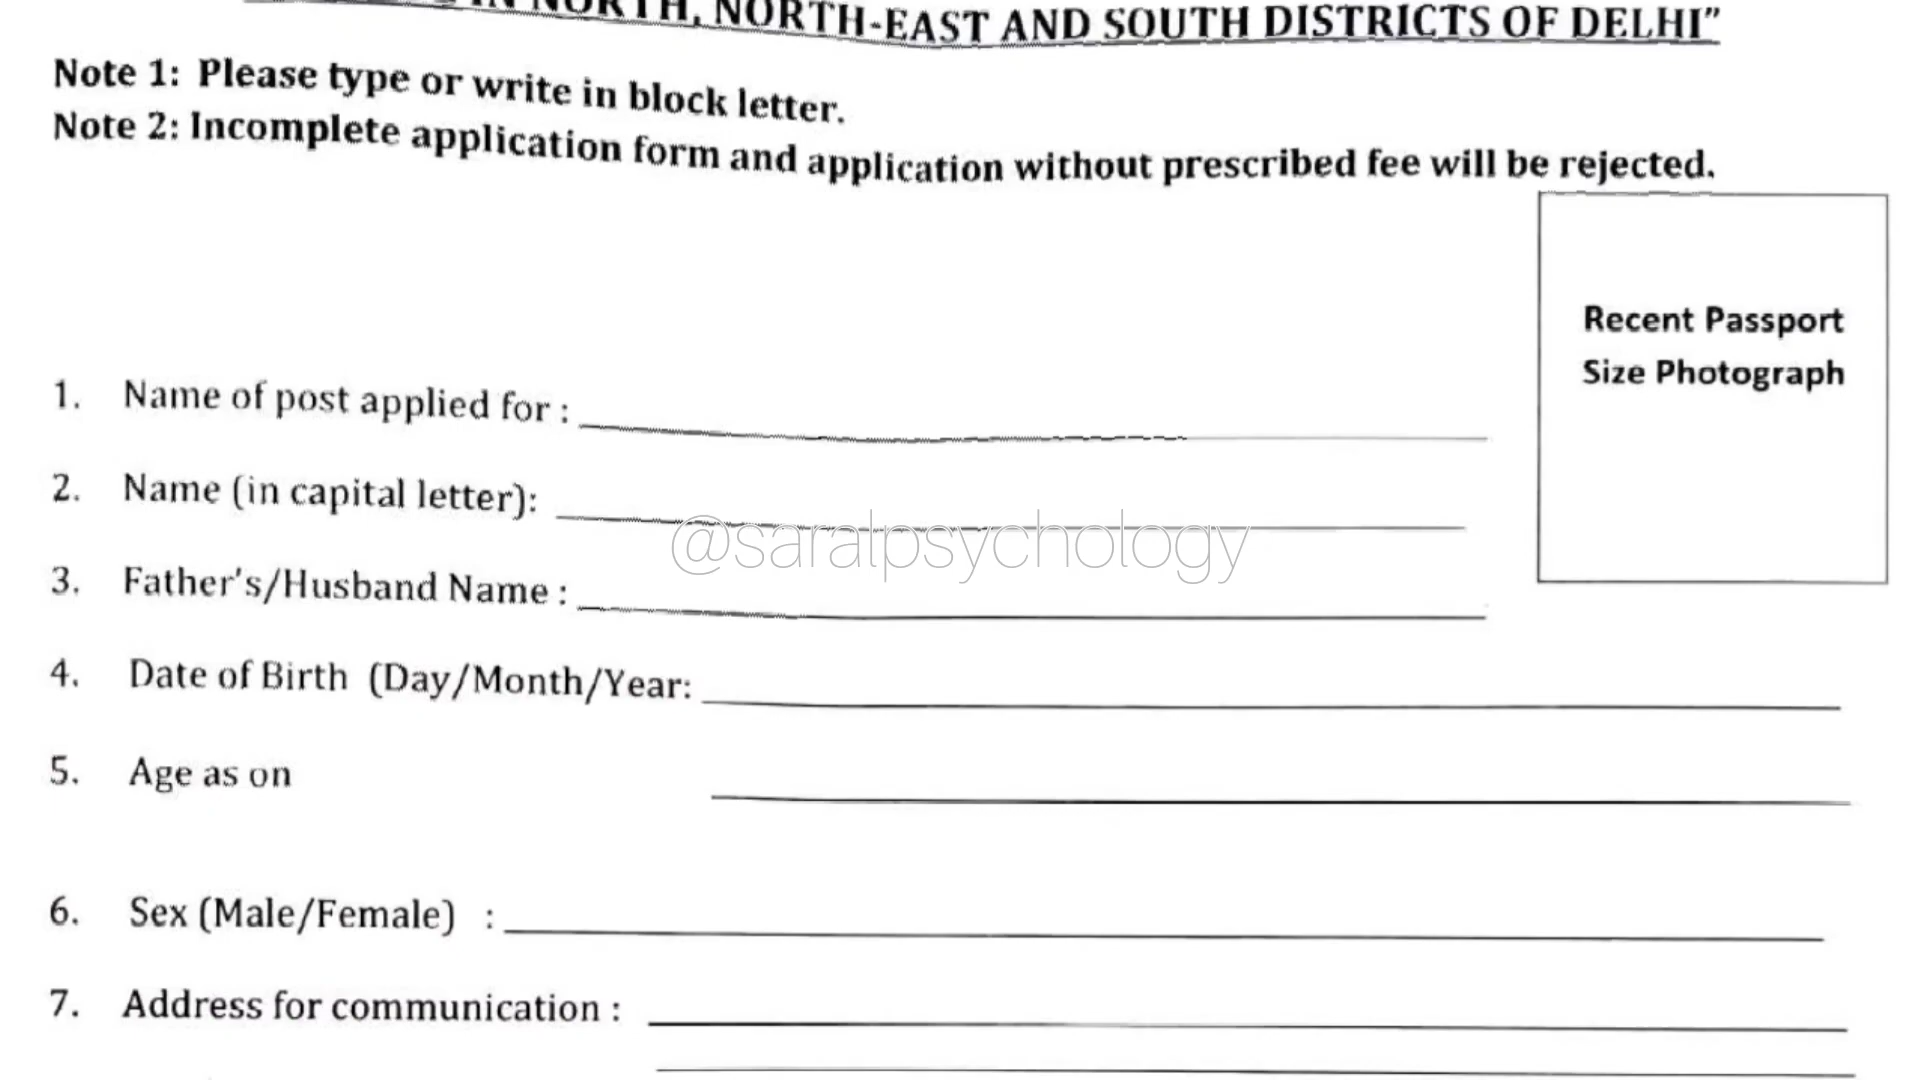 IN NORTH, NORTH-EAST AND SOUTH DISTRICTS OF DELHI"
Note 1: Please type or write in block letter.
Note 2: Incomplete application form and application without prescribed fee will be rejected.
Recent Passport
Size Photograph
1. Name of post applied for :
2. Name (in capital letter):
@saralpsychology
3. Father's/Husband Name :
4. Date of Birth (Day/Month/Year:
5. Age as on
6. Sex (Male/Female) :
7. Address for communication :